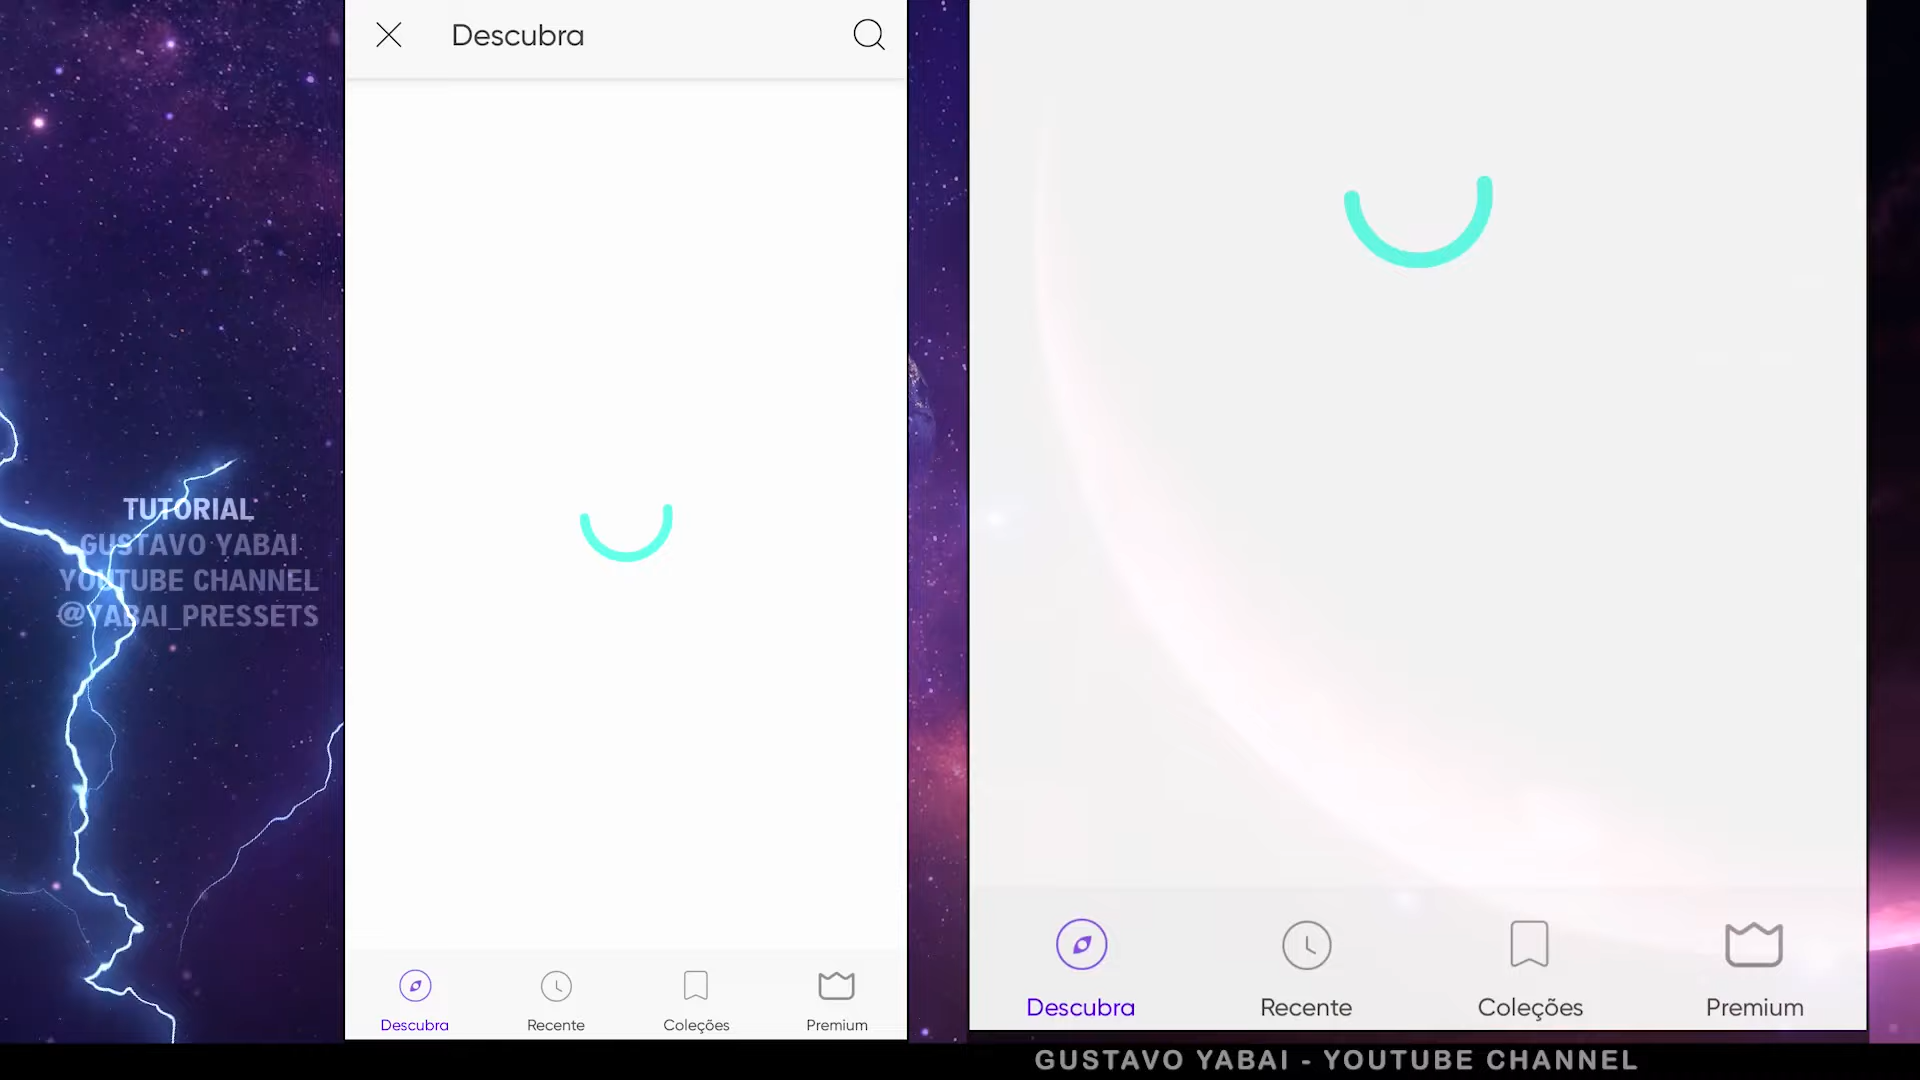 Descubra
TUTORIAL
GUSTAVO YABAI
YOUTUBE CHANNEL
@YABAI_PRESSETS
Descubra
Recente
Coleções
Premium
Descubra
Recente
Coleções
Premium
GUSTAVO YABAI - YOUTUBE CHANNEL